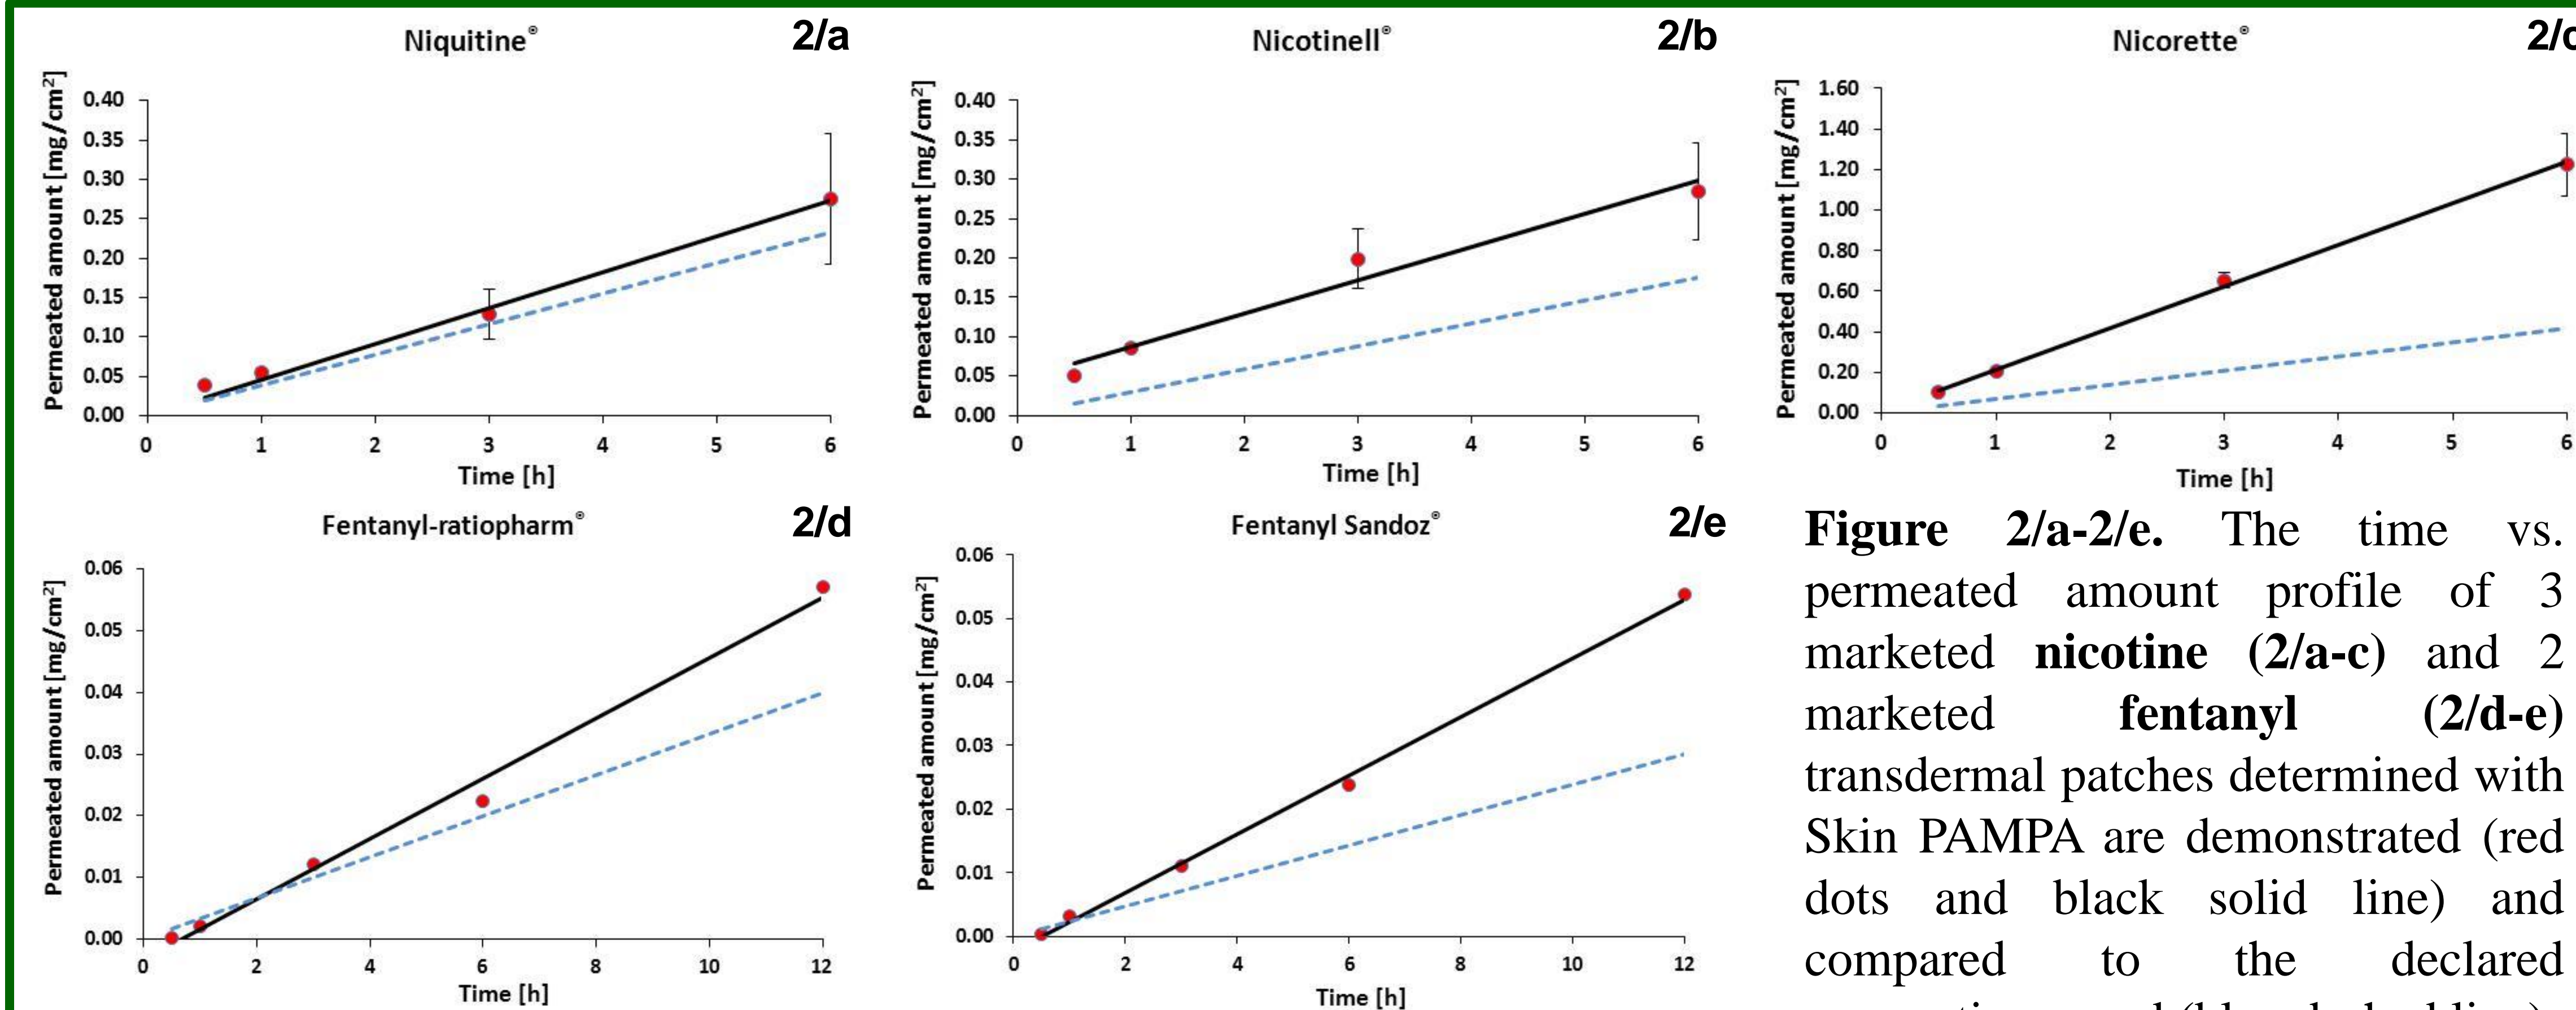 Niquitine® 2/a
Permeated amount [mg/cm²]
0.40
0.35
0.30
0.25
0.20
0.15
0.10
0.05
0.00
0 1 2 3 4 5 6
Time [h]
Nicotinell® 2/b
Permeated amount [mg/cm²]
0.40
0.35
0.30
0.25
0.20
0.15
0.10
0.05
0.00
0 1 2 3 4 5 6
Time [h]
Nicorette® 2/c
Permeated amount [mg/cm²]
1.60
1.40
1.20
1.00
0.80
0.60
0.40
0.20
0.00
0 1 2 3 4 5 6
Time [h]
Fentanyl-ratiopharm® 2/d
Permeated amount [mg/cm²]
0.06
0.05
0.04
0.03
0.02
0.01
0.00
0 2 4 6 8 10 12
Time [h]
Fentanyl Sandoz® 2/e
Permeated amount [mg/cm²]
0.06
0.05
0.04
0.03
0.02
0.01
0.00
0 2 4 6 8 10 12
Time [h]
Figure 2/a-2/e. The time vs.
permeated amount profile of 3
marketed nicotine (2/a-c) and 2
marketed fentanyl (2/d-e)
transdermal patches determined with
Skin PAMPA are demonstrated (red
dots and black solid line) and
compared to the declared